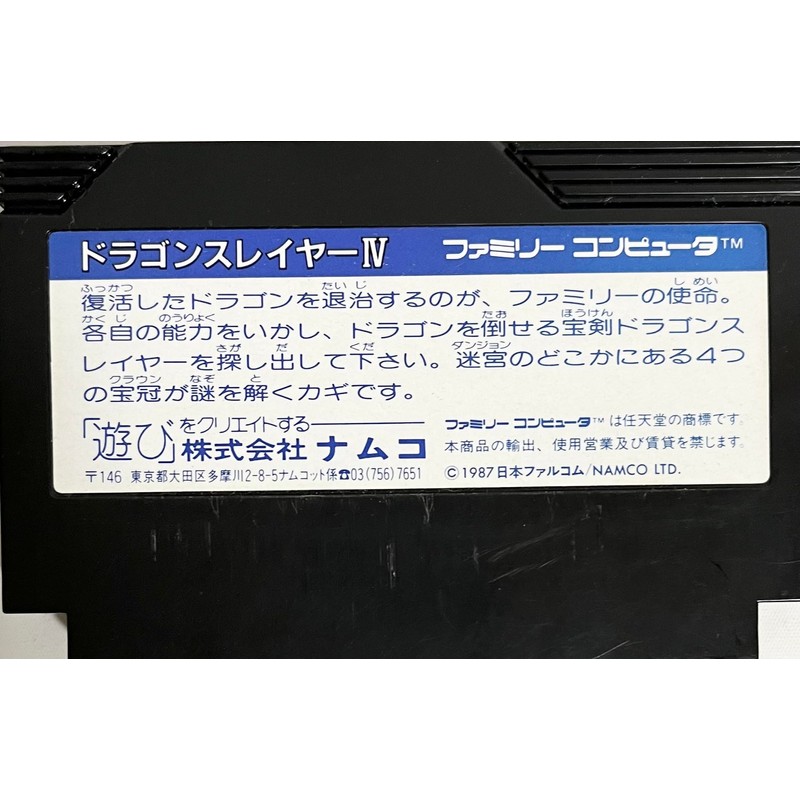 ドラゴンスレイヤーⅣ ファミリー コンピュータ™
復活したドラゴンを退治するのが、ファミリーの使命。
各自の能力をいかし、ドラゴンを倒せる宝剣ドラゴンス
レイヤーを探し出して下さい。迷宮のどこかにある4つ
の宝冠が謎を解くカギです。
「遊び」をクリエイトする
株式会社 ナムコ
〒146 東京都大田区多摩川2-8-5ナムコット係☎03(756)7651
ファミリー コンピュータ™は任天堂の商標です。
本商品の輸出、使用営業及び賃貸を禁じます。
©1987 日本ファルコム/NAMCO LTD.